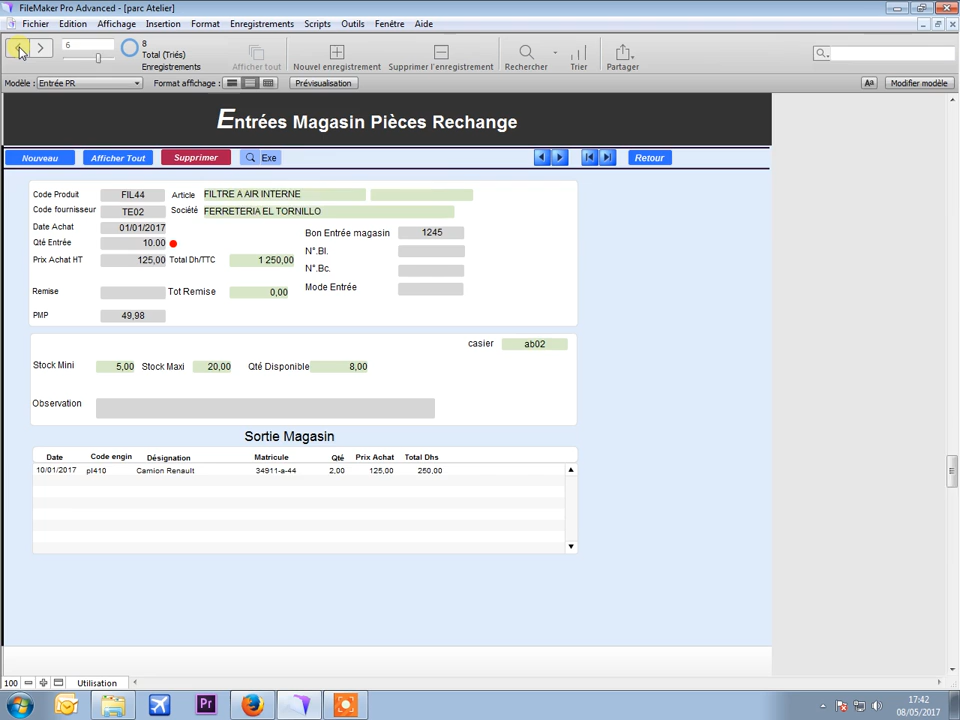 FileMaker Pro Advanced - [parc Atelier]
Fichier Edition Affichage Insertion Format Enregistrements Scripts Outils Fenêtre Aide
6
8
Total (Triés)
Enregistrements
Afficher tout
Nouvel enregistrement
Supprimer l'enregistrement
Rechercher
Trier
Partager
Modèle : Entrée PR Format affichage : Prévisualisation Aa Modifier modèle
Entrées Magasin Pièces Rechange
Nouveau Afficher Tout Supprimer Exe Retour
Code Produit FIL44 Article FILTRE A AIR INTERNE
Code fournisseur TE02 Société FERRETERIA EL TORNILLO
Date Achat 01/01/2017
Bon Entrée magasin 1245
Qté Entrée 10.00
N°.Bl.
Prix Achat HT 125,00 Total Dh/TTC 1 250,00
N°.Bc.
Mode Entrée
Remise Tot Remise 0,00
PMP 49,98
casier ab02
Stock Mini 5,00 Stock Maxi 20,00 Qté Disponible 8,00
Observation
Sortie Magasin
Date Code engin Désignation Matricule Qté Prix Achat Total Dhs
10/01/2017 pl410 Camion Renault 34911-a-44 2,00 125,00 250,00
100 Utilisation
Pr
17:42
08/05/2017